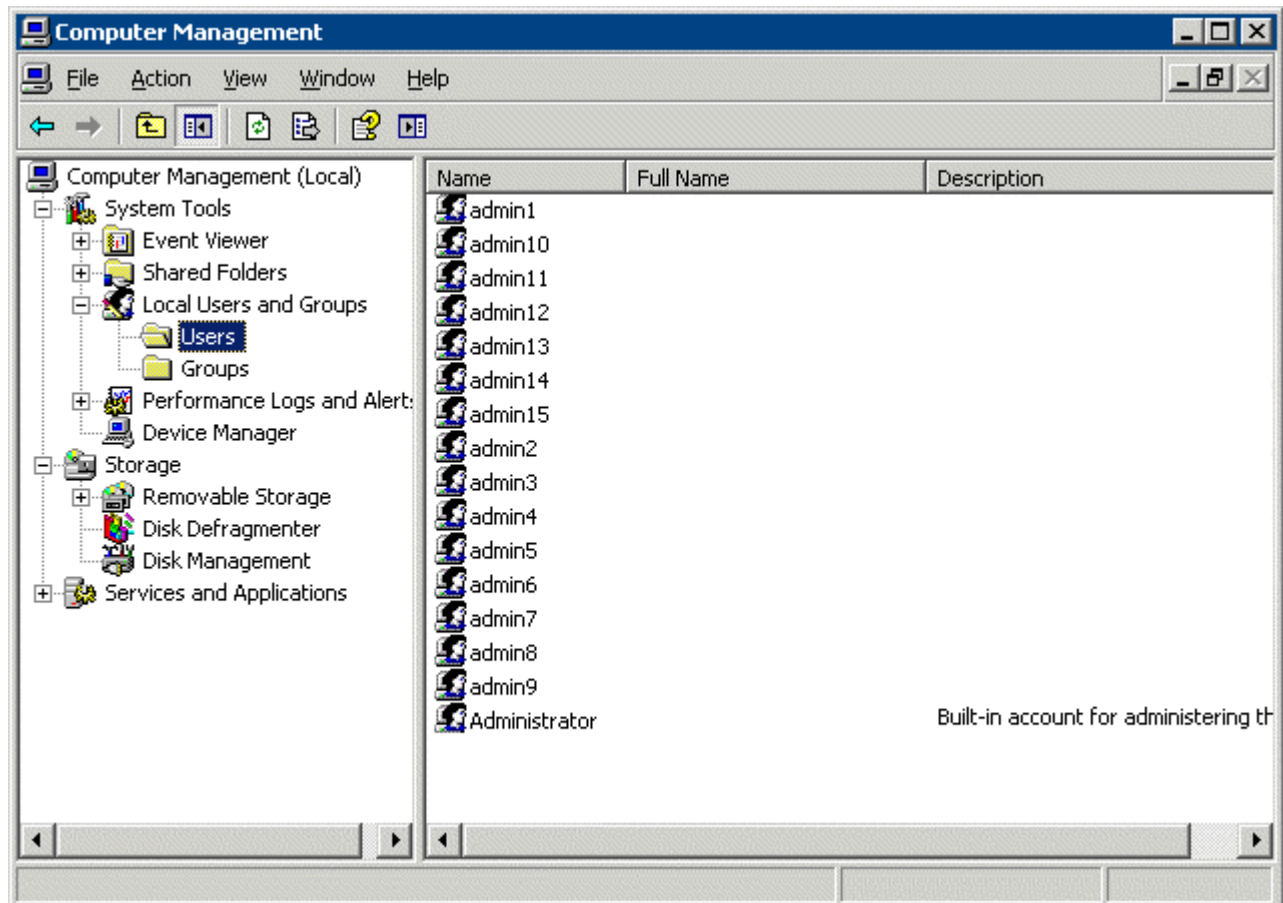 Computer Management
File Action View Window Help
Computer Management (Local)
System Tools
Event Viewer
Shared Folders
Local Users and Groups
Users
Groups
Performance Logs and Alert
Device Manager
Storage
Removable Storage
Disk Defragmenter
Disk Management
Services and Applications
Name Full Name Description
admin1
admin10
admin11
admin12
admin13
admin14
admin15
admin2
admin3
admin4
admin5
admin6
admin7
admin8
admin9
Administrator Built-in account for administering th